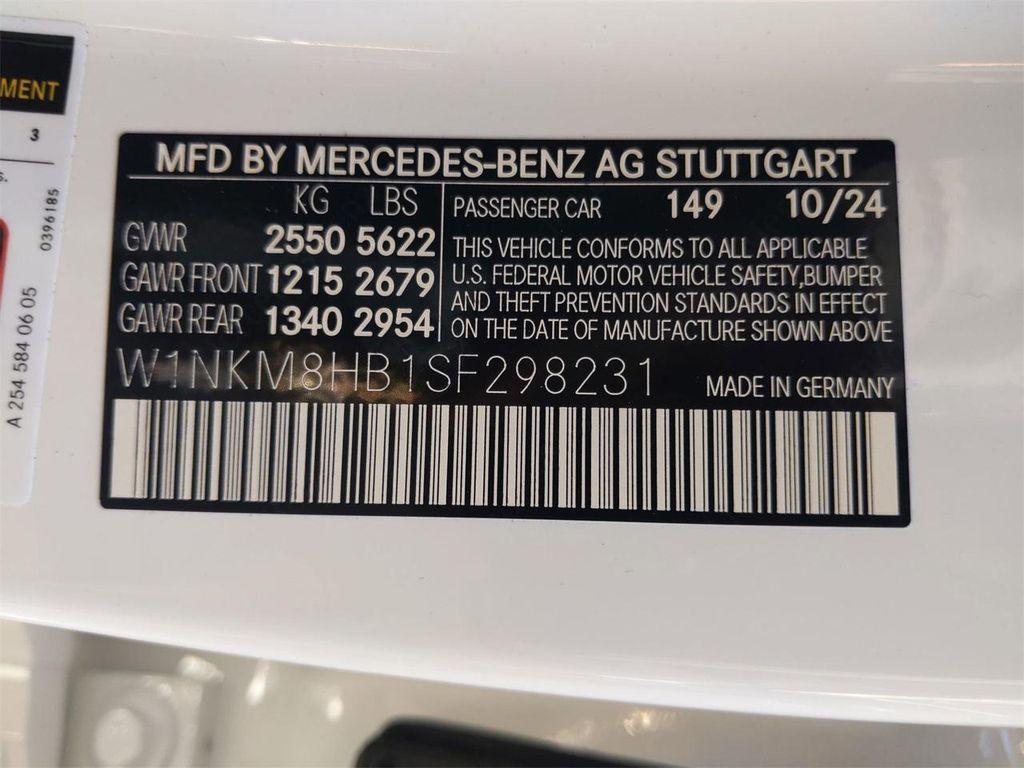 MENT
3
S.
0396185
A 254 584 06 05
MFD BY MERCEDES-BENZ AG STUTTGART
KG LBS
GVWR 2550 5622
GAWR FRONT 1215 2679
GAWR REAR 1340 2954
PASSENGER CAR 149 10/24
THIS VEHICLE CONFORMS TO ALL APPLICABLE
U.S. FEDERAL MOTOR VEHICLE SAFETY,BUMPER
AND THEFT PREVENTION STANDARDS IN EFFECT
ON THE DATE OF MANUFACTURE SHOWN ABOVE
W1NKM8HB1SF298231
MADE IN GERMANY